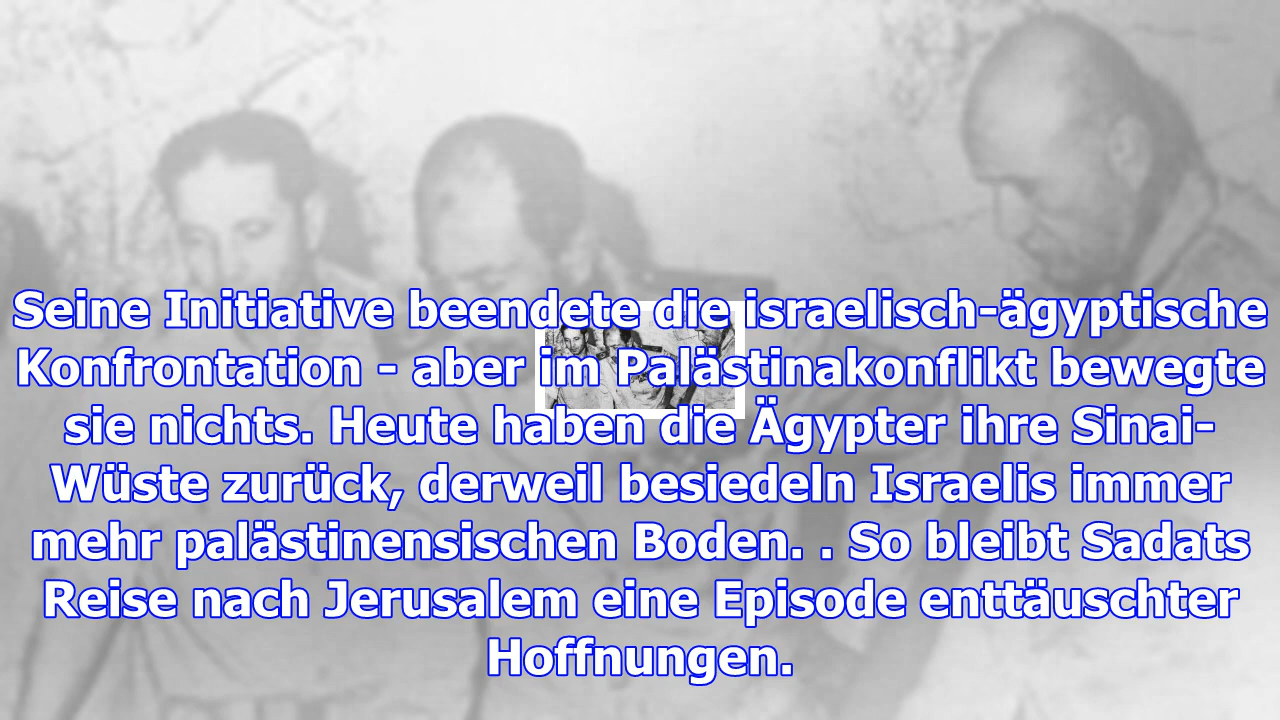 Seine Initiative beendete die israelisch-ägyptische
Konfrontation - aber im Palästinakonflikt bewegte
sie nichts. Heute haben die Ägypter ihre Sinai-
Wüste zurück, derweil besiedeln Israelis immer
mehr palästinensischen Boden. . So bleibt Sadats
Reise nach Jerusalem eine Episode enttäuschter
Hoffnungen.